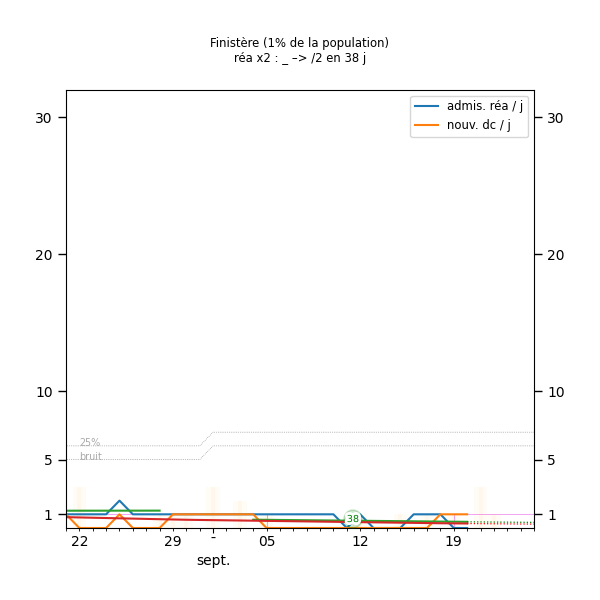 Finistère (1% de la population)
réa x2 : _ –> /2 en 38 j
admis. réa / j
nouv. dc / j
30 30
20 20
10 10
25%
bruit
5 5
38
1 1
22 29 - 05 12 19
sept.